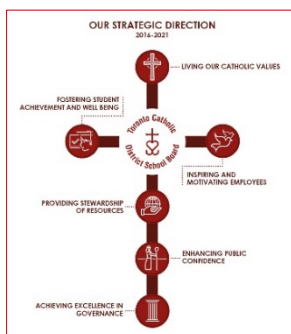 OUR STRATEGIC DIRECTION
2016-2021
LIVING OUR CATHOLIC VALUES
FOSTERING STUDENT
ACHIEVEMENT AND WELL BEING
Toronto Catholic
District School Board
INSPIRING AND
MOTIVATING EMPLOYEES
PROVIDING STEWARDSHIP
OF RESOURCES
ENHANCING PUBLIC
CONFIDENCE
ACHIEVING EXCELLENCE IN
GOVERNANCE